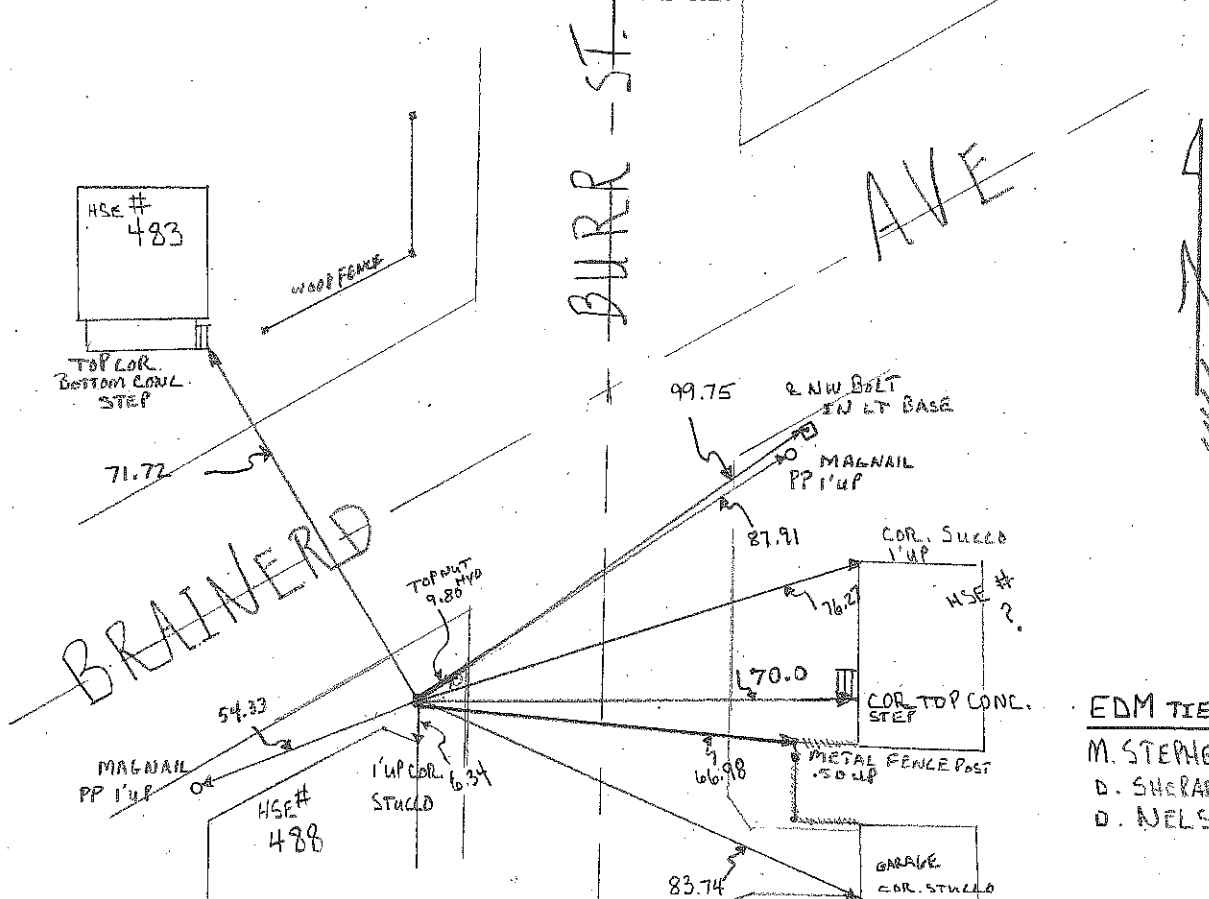 BURR - ST.
AVE
HSE #
483
WOOD FENCE
TOP COR.
BOTTOM CONC.
STEP
99.75
& NW BOLT
IN LT BASE
71.72
MAGNAIL
PP 1'UP
87.91
COR. SUCCO
1'UP
BRAINERD
TOP NUT
HYD
9.80
76.27
HSE #
?.
70.0
54.33
COR TOP CONC.
STEP
EDM TIE
M. STEPHE
MAGNAIL
PP 1'UP
1'UP COR.
STUCCO
6.34
66.98
METAL FENCE POST
.50 UP
D. SHERAR
D. NELS
HSE #
488
83.74
GARAGE
COR. STUCCO
N